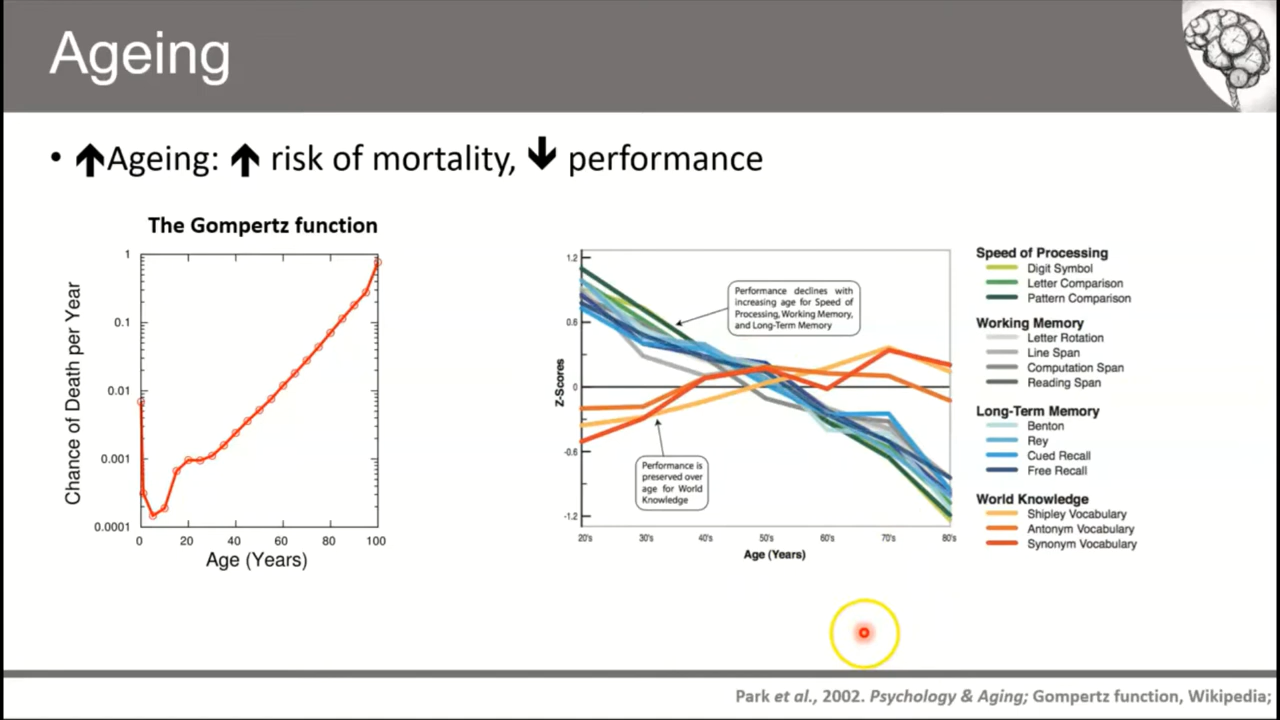 Ageing
• ↑Ageing: ↑ risk of mortality, ↓ performance
The Gompertz function
Chance of Death per Year
1
0.1
0.01
0.001
0.0001
0 20 40 60 80 100
Age (Years)
Z-Scores
1.2
0.6
0
-0.6
-1.2
Performance declines with
increasing age for Speed of
Processing, Working Memory,
and Long-Term Memory
Performance is
preserved over
age for World
Knowledge
20's 30's 40's 50's 60's 70's 80's
Age (Years)
Speed of Processing
Digit Symbol
Letter Comparison
Pattern Comparison
Working Memory
Letter Rotation
Line Span
Computation Span
Reading Span
Long-Term Memory
Benton
Rey
Cued Recall
Free Recall
World Knowledge
Shipley Vocabulary
Antonym Vocabulary
Synonym Vocabulary
Park et al., 2002. Psychology & Aging; Gompertz function, Wikipedia;